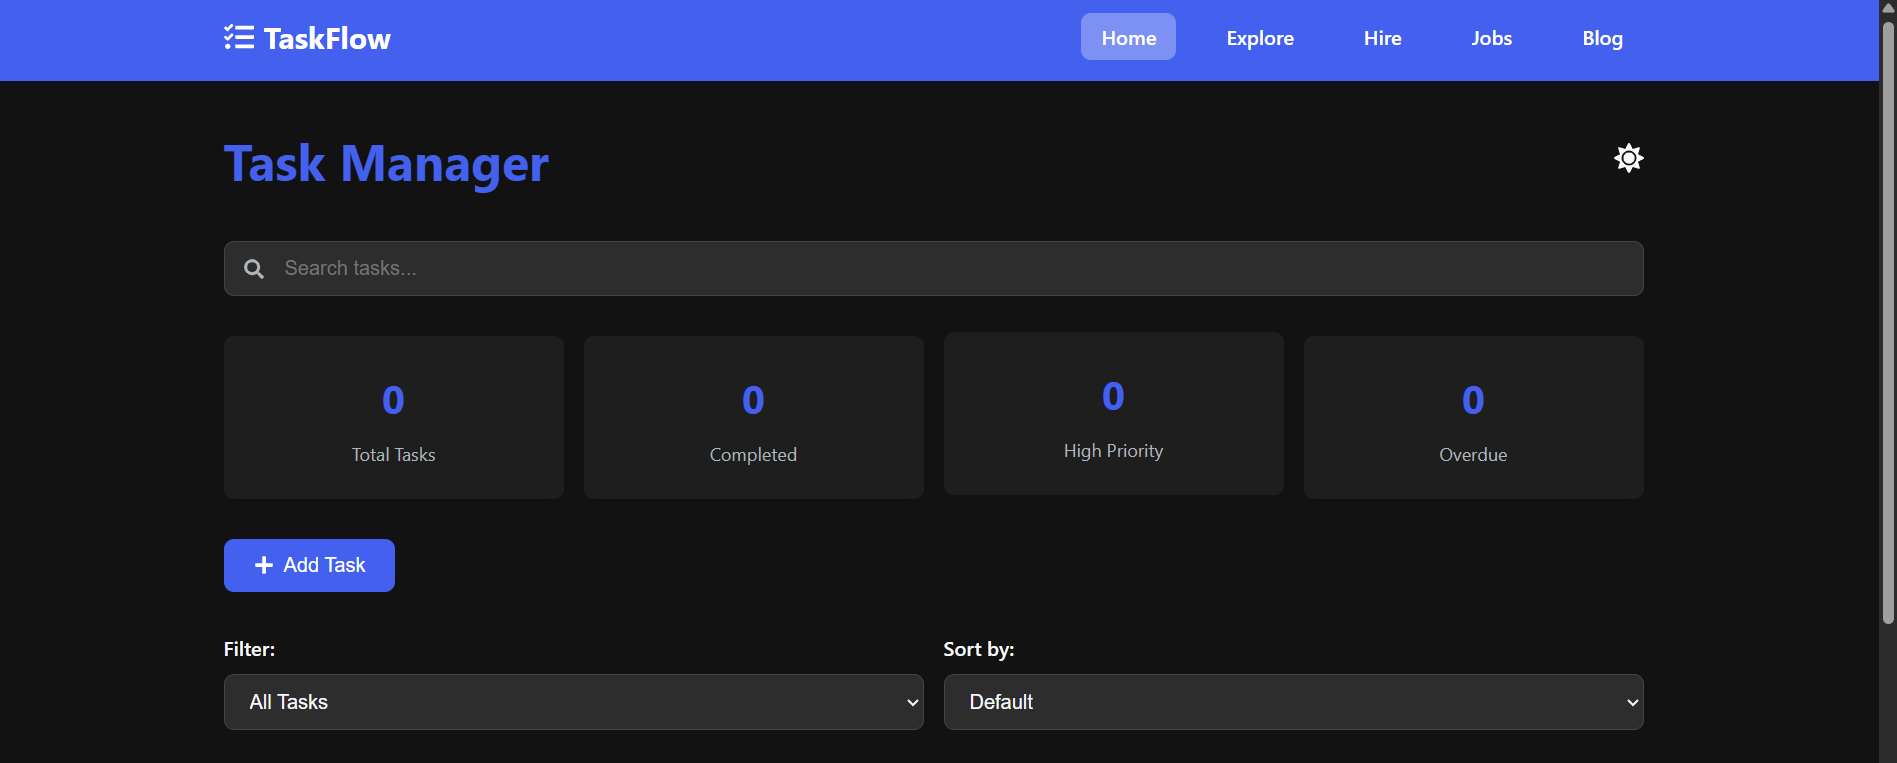 TaskFlow
Home Explore Hire Jobs Blog
Task Manager
Search tasks...
0 0 0 0
Total Tasks Completed High Priority Overdue
Add Task
Filter: Sort by:
All Tasks Default